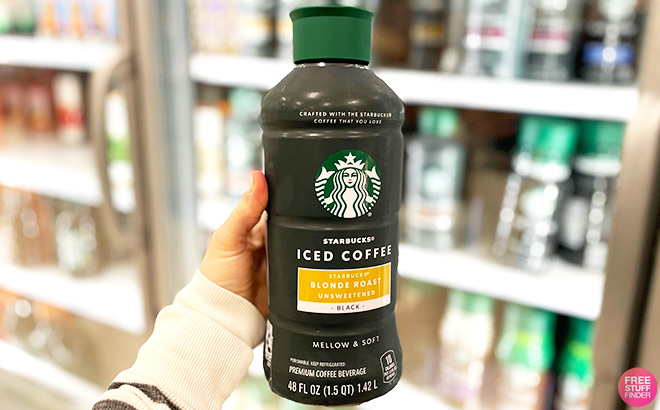 CRAFTED WITH THE STARBUCKS®
COFFEE THAT YOU LOVE
STARBUCKS®
ICED COFFEE
STARBUCKS®
BLONDE ROAST
UNSWEETENED
· BLACK ·
MELLOW & SOFT
PERISHABLE. KEEP REFRIGERATED
PREMIUM COFFEE BEVERAGE
48 FL OZ (1.5 QT) 1.42 L
10
FREE
STUFF
FINDER